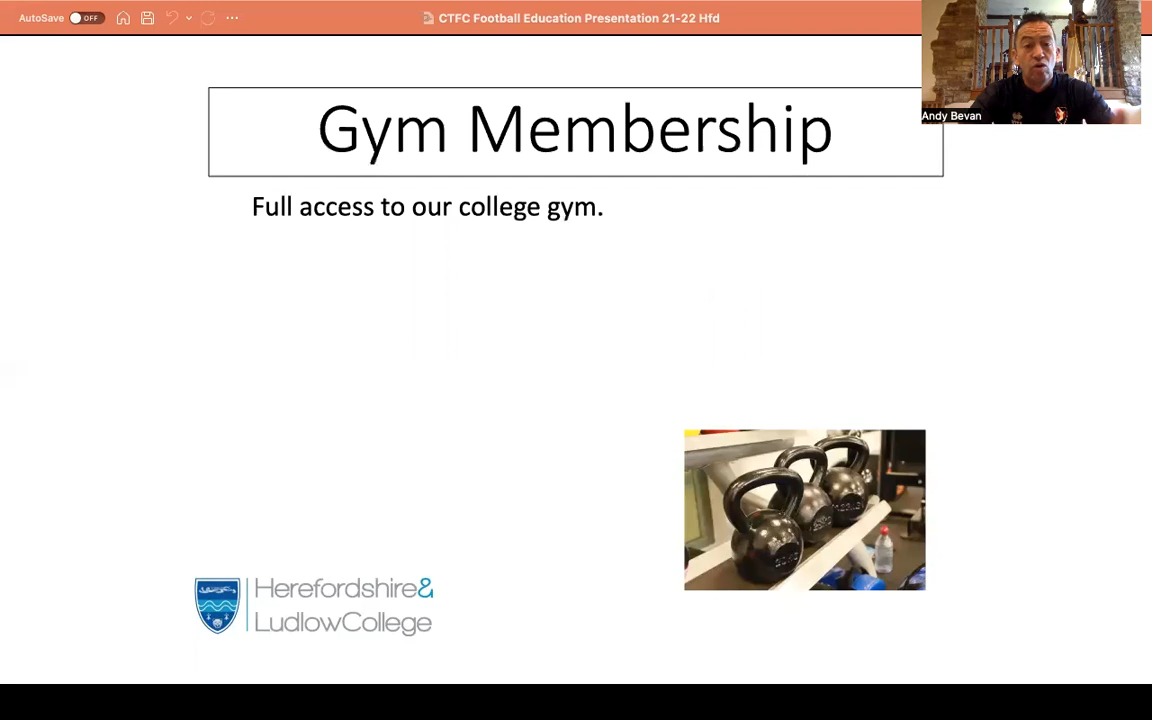 AutoSave OFF
CTFC Football Education Presentation 21-22 Hfd
Andy Bevan
Gym Membership
Full access to our college gym.
Herefordshire&
LudlowCollege